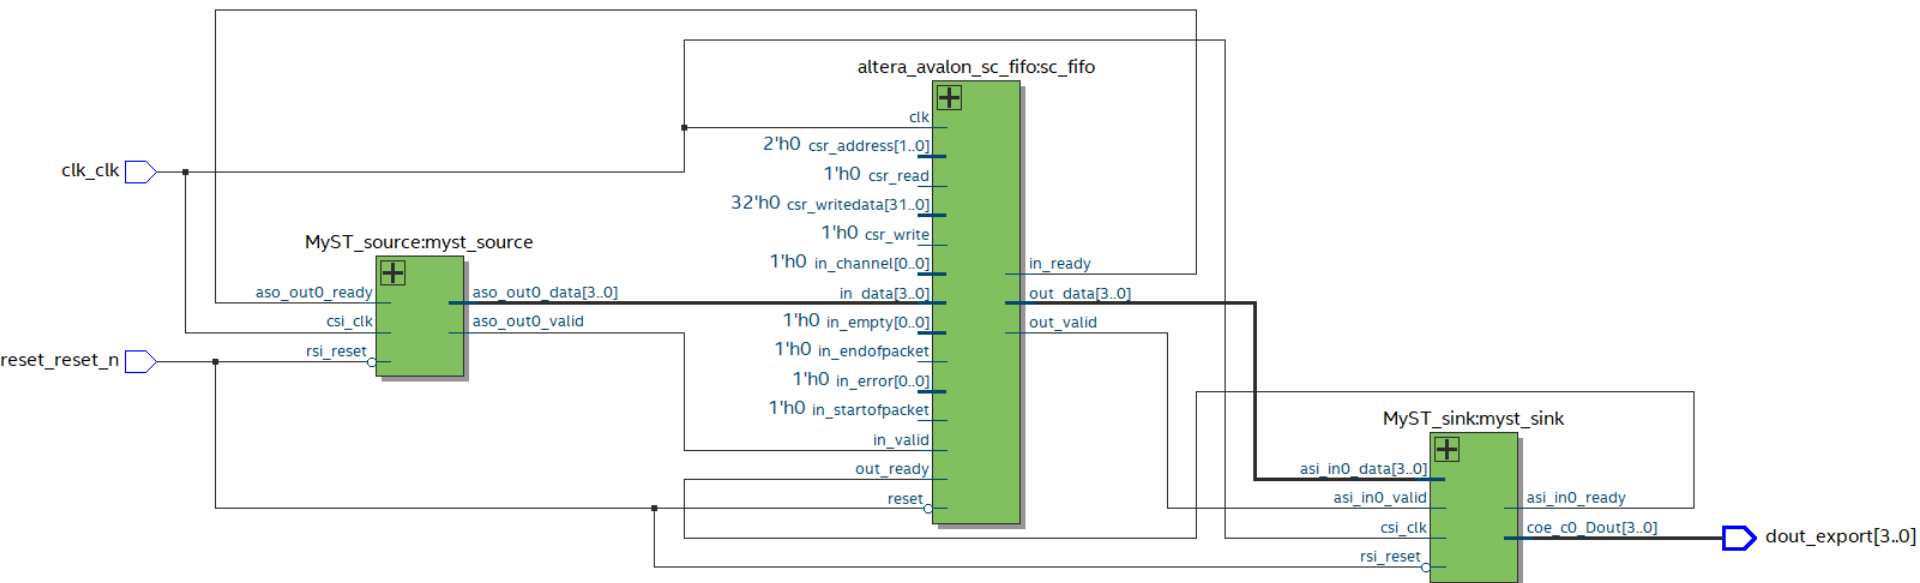 altera_avalon_sc_fifo:sc_fifo
clk
2'h0 csr_address[1..0]
clk_clk
1'h0 csr_read
32'h0 csr_writedata[31..0]
1'h0 csr_write
MyST_source:myst_source
1'h0 in_channel[0..0]
in_ready
aso_out0_ready
aso_out0_data[3..0]
in_data[3..0]
out_data[3..0]
csi_clk
aso_out0_valid
1'h0 in_empty[0..0]
out_valid
rsi_reset
1'h0 in_endofpacket
reset_reset_n
1'h0 in_error[0..0]
1'h0 in_startofpacket
MyST_sink:myst_sink
in_valid
out_ready
asi_in0_data[3..0]
reset
asi_in0_valid
asi_in0_ready
csi_clk
coe_c0_Dout[3..0]
dout_export[3..0]
rsi_reset